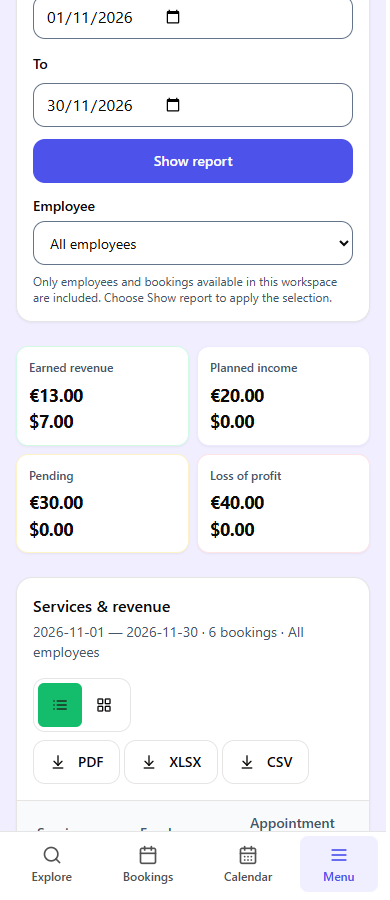 01/11/2026
To
30/11/2026
Show report
Employee
All employees
Only employees and bookings available in this workspace
are included. Choose Show report to apply the selection.
Earned revenue
€13.00
$7.00
Planned income
€20.00
$0.00
Pending
€30.00
$0.00
Loss of profit
€40.00
$0.00
Services & revenue
2026-11-01 — 2026-11-30 · 6 bookings · All
employees
PDF
XLSX
CSV
Appointment
Explore
Bookings
Calendar
Menu